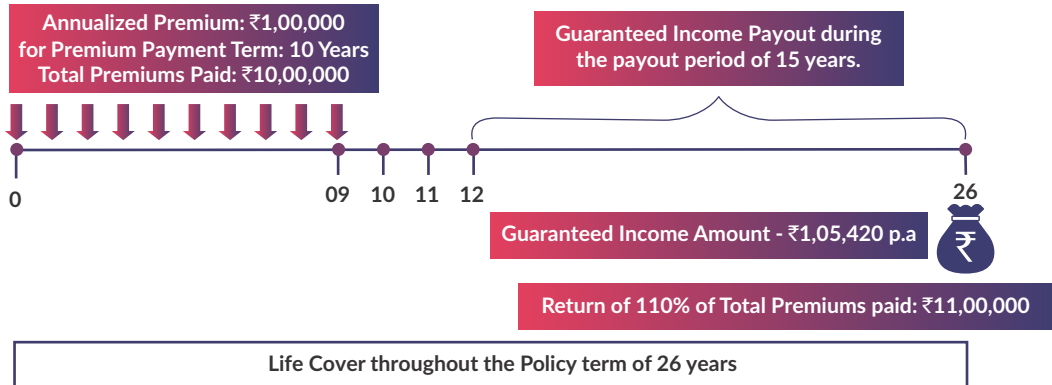 Annualized Premium: ₹1,00,000
for Premium Payment Term: 10 Years
Total Premiums Paid: ₹10,00,000
Guaranteed Income Payout during
the payout period of 15 years.
0
09
10
11
12
26
₹
Guaranteed Income Amount - ₹1,05,420 p.a
Return of 110% of Total Premiums paid: ₹11,00,000
Life Cover throughout the Policy term of 26 years